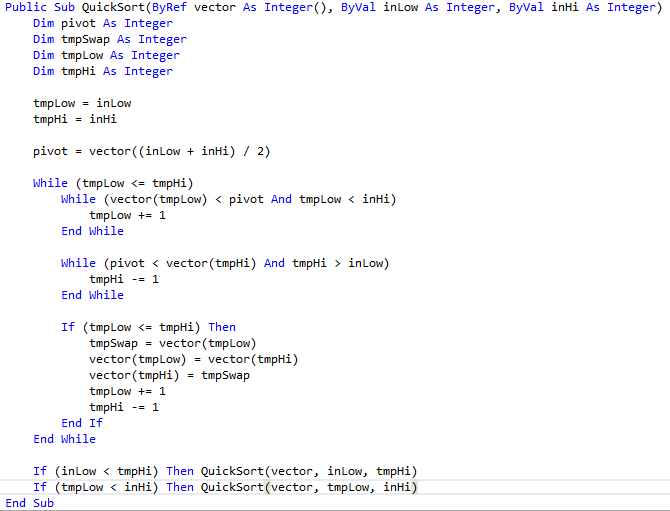 Public Sub QuickSort(ByRef vector As Integer(), ByVal inLow As Integer, ByVal inHi As Integer)
    Dim pivot As Integer
    Dim tmpSwap As Integer
    Dim tmpLow As Integer
    Dim tmpHi As Integer

    tmpLow = inLow
    tmpHi = inHi

    pivot = vector((inLow + inHi) / 2)

    While (tmpLow <= tmpHi)
        While (vector(tmpLow) < pivot And tmpLow < inHi)
            tmpLow += 1
        End While

        While (pivot < vector(tmpHi) And tmpHi > inLow)
            tmpHi -= 1
        End While

        If (tmpLow <= tmpHi) Then
            tmpSwap = vector(tmpLow)
            vector(tmpLow) = vector(tmpHi)
            vector(tmpHi) = tmpSwap
            tmpLow += 1
            tmpHi -= 1
        End If
    End While

    If (inLow < tmpHi) Then QuickSort(vector, inLow, tmpHi)
    If (tmpLow < inHi) Then QuickSort(vector, tmpLow, inHi)
End Sub